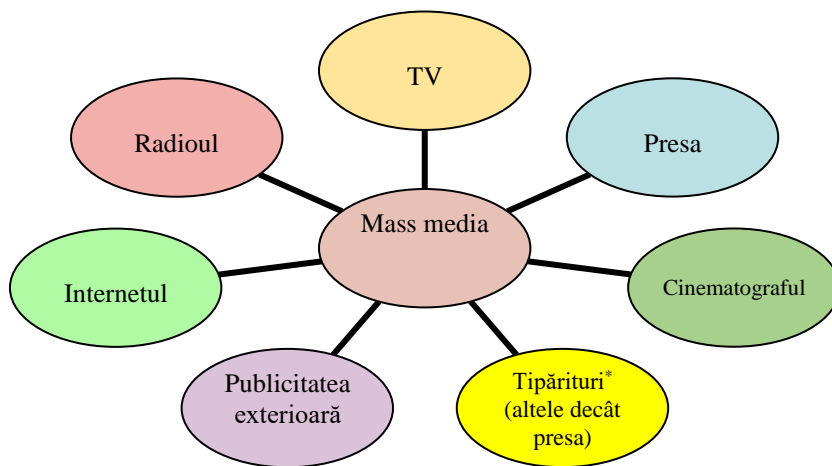 TV
Radioul
Presa
Mass media
Internetul
Cinematograful
Publicitatea
exterioară
Tipărituri*
(altele decât
presa)